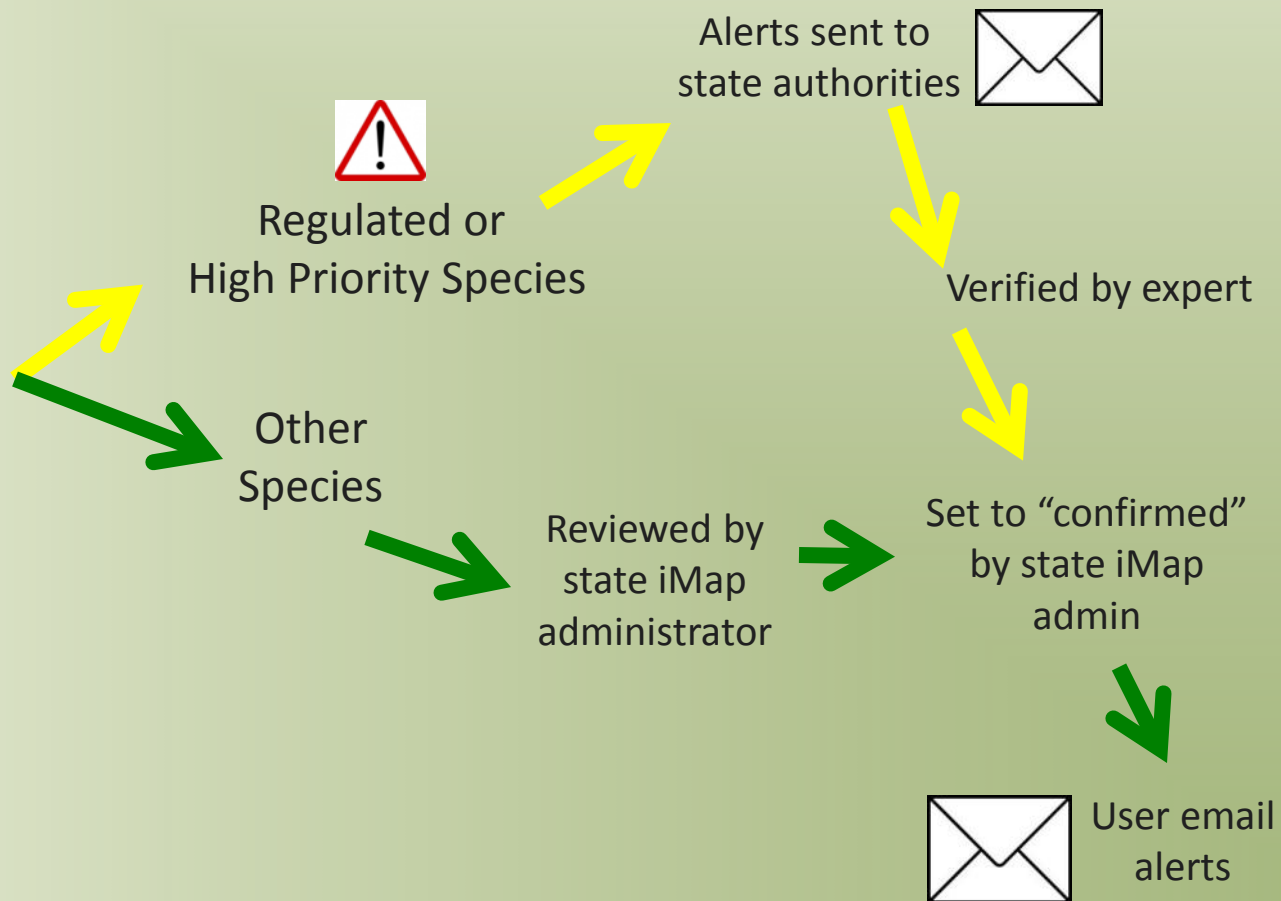 Alerts sent to
state authorities
Regulated or
High Priority Species
Verified by expert
Other
Species
Reviewed by
state iMap
administrator
Set to “confirmed”
by state iMap
admin
User email
alerts